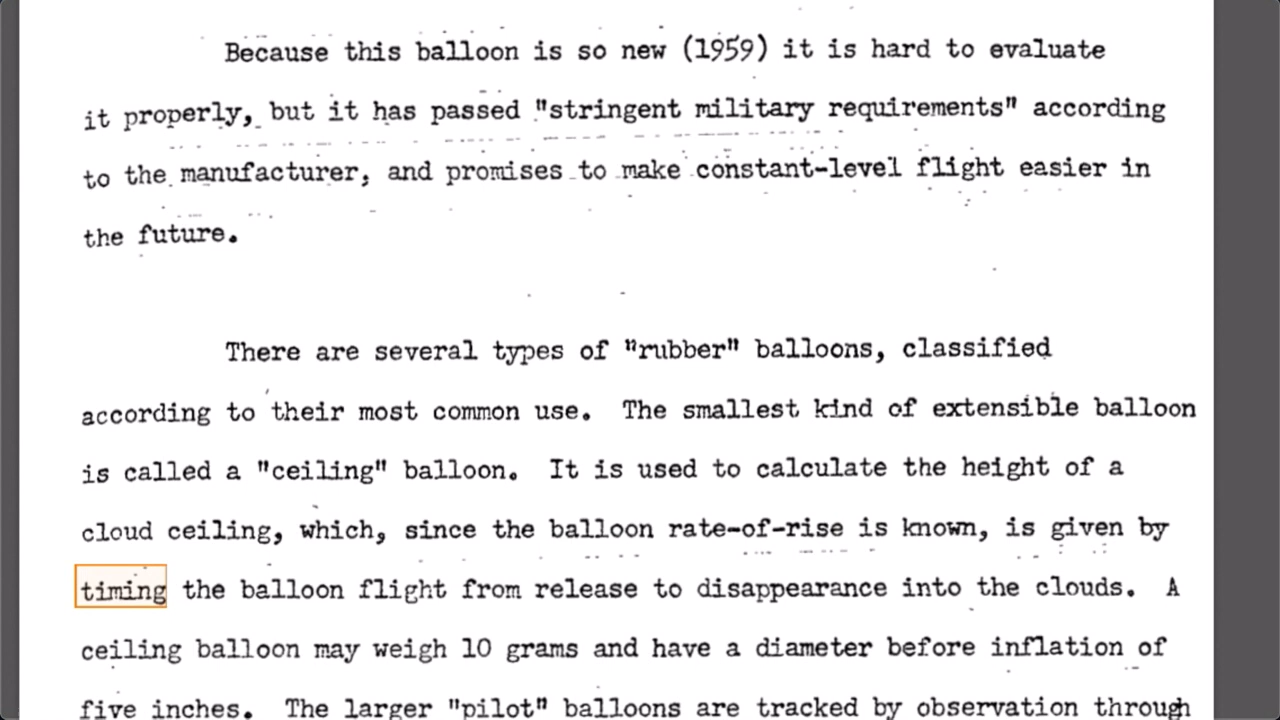 Because this balloon is so new (1959) it is hard to evaluate
it properly, but it has passed "stringent military requirements" according
to the manufacturer, and promises to make constant-level flight easier in
the future.
There are several types of "rubber" balloons, classified
according to their most common use. The smallest kind of extensible balloon
is called a "ceiling" balloon. It is used to calculate the height of a
cloud ceiling, which, since the balloon rate-of-rise is known, is given by
timing the balloon flight from release to disappearance into the clouds. A
ceiling balloon may weigh 10 grams and have a diameter before inflation of
five inches. The larger "pilot" balloons are tracked by observation through